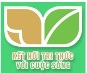 KẾT NỐI TRI THỨC
VỚI CUỘC SỐNG